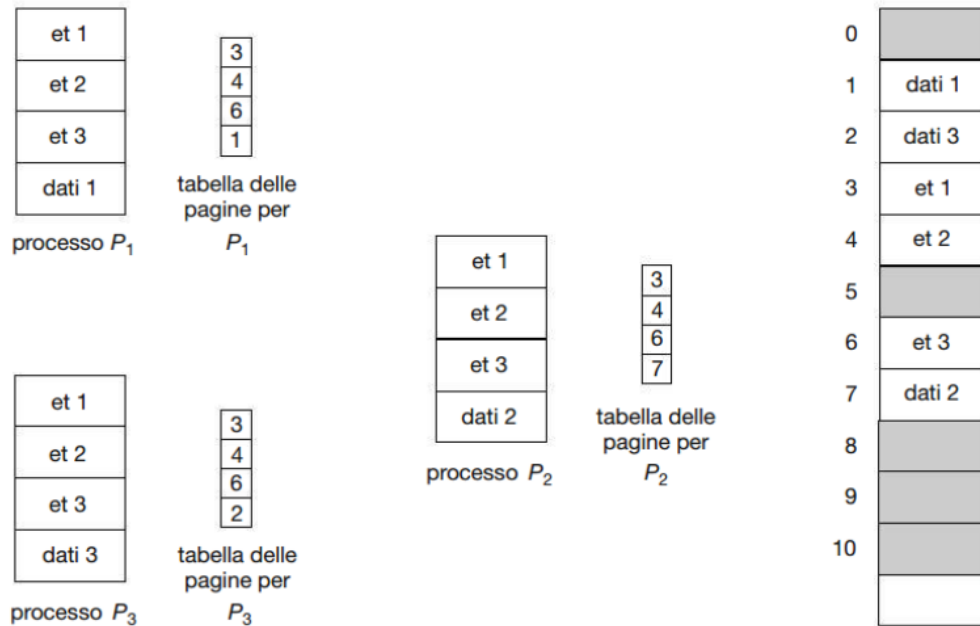 et 1
et 2
et 3
dati 1
processo P₁
3
4
6
1
tabella delle
pagine per
P₁
et 1
et 2
et 3
dati 3
processo P₃
3
4
6
2
tabella delle
pagine per
P₃
et 1
et 2
et 3
dati 2
processo P₂
3
4
6
7
tabella delle
pagine per
P₂
0
1 dati 1
2 dati 3
3 et 1
4 et 2
5
6 et 3
7 dati 2
8
9
10